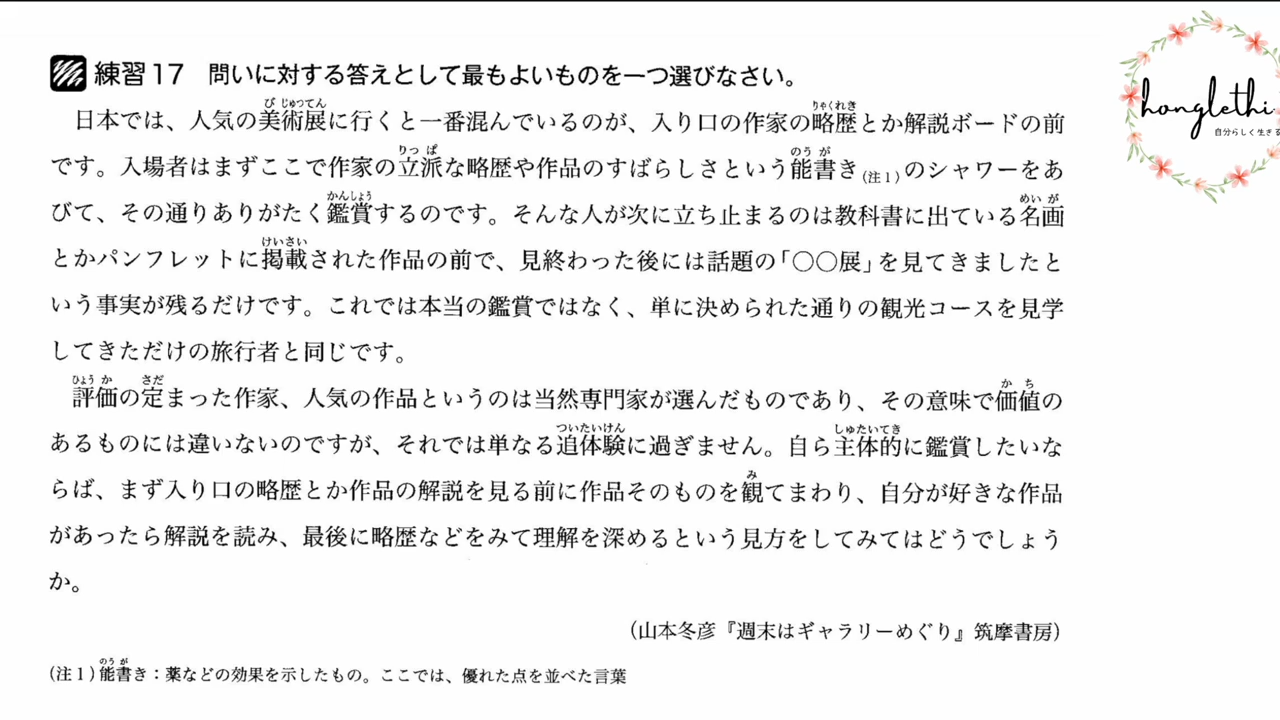 練習17 問いに対する答えとして最もよいものを一つ選びなさい。
日本では、人気の美術展に行くと一番混んでいるのが、入り口の作家の略歴とか解説ボードの前
です。入場者はまずここで作家の立派な略歴や作品のすばらしさという能書き(注1)のシャワーをあ
びて、その通りありがたく鑑賞するのです。そんな人が次に立ち止まるのは教科書に出ている名画
とかパンフレットに掲載された作品の前で、見終わった後には話題の「〇〇展」を見てきましたと
いう事実が残るだけです。これでは本当の鑑賞ではなく、単に決められた通りの観光コースを見学
してきただけの旅行者と同じです。
評価の定まった作家、人気の作品というのは当然専門家が選んだものであり、その意味で価値の
あるものには違いないのですが、それでは単なる追体験に過ぎません。自ら主体的に鑑賞したいな
らば、まず入り口の略歴とか作品の解説を見る前に作品そのものを観てまわり、自分が好きな作品
があったら解説を読み、最後に略歴などをみて理解を深めるという見方をしてみてはどうでしょう
か。
(山本冬彦『週末はギャラリーめぐり』筑摩書房)
(注1)能書き：薬などの効果を示したもの。ここでは、優れた点を並べた言葉
honglethi
自分らしく生きる